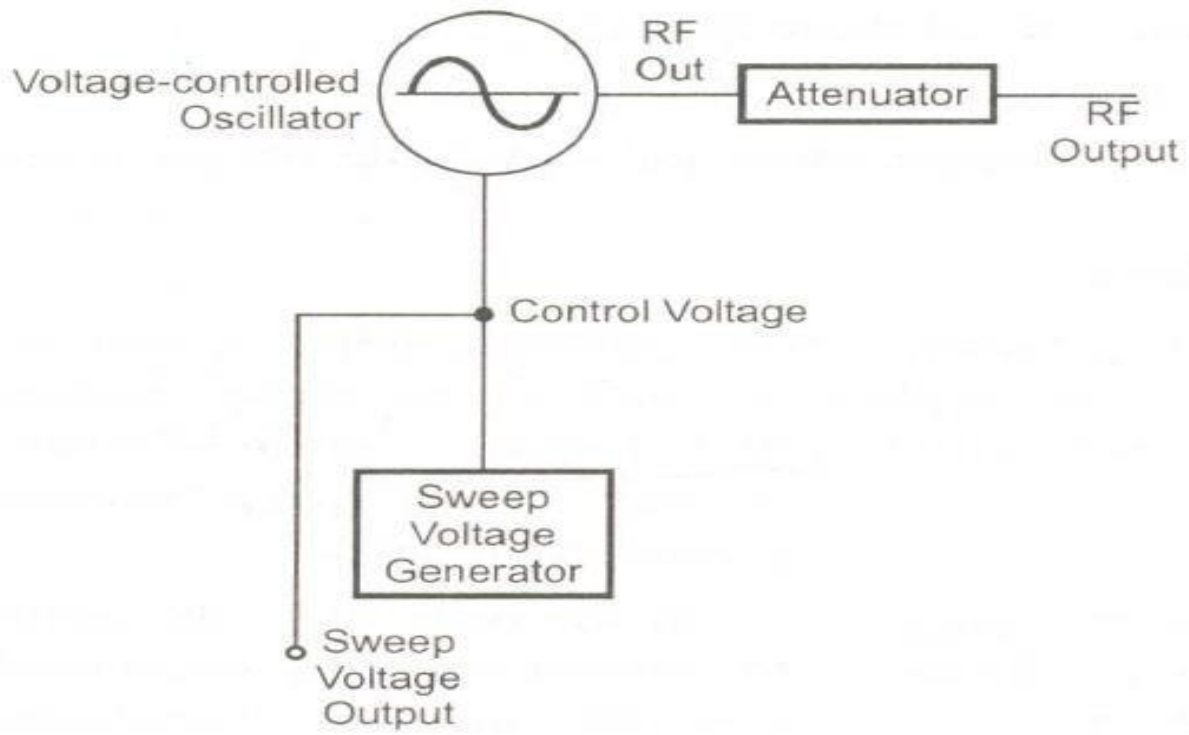 Voltage-controlled
Oscillator
RF
Out
Attenuator
RF
Output
Control Voltage
Sweep
Voltage
Generator
Sweep
Voltage
Output